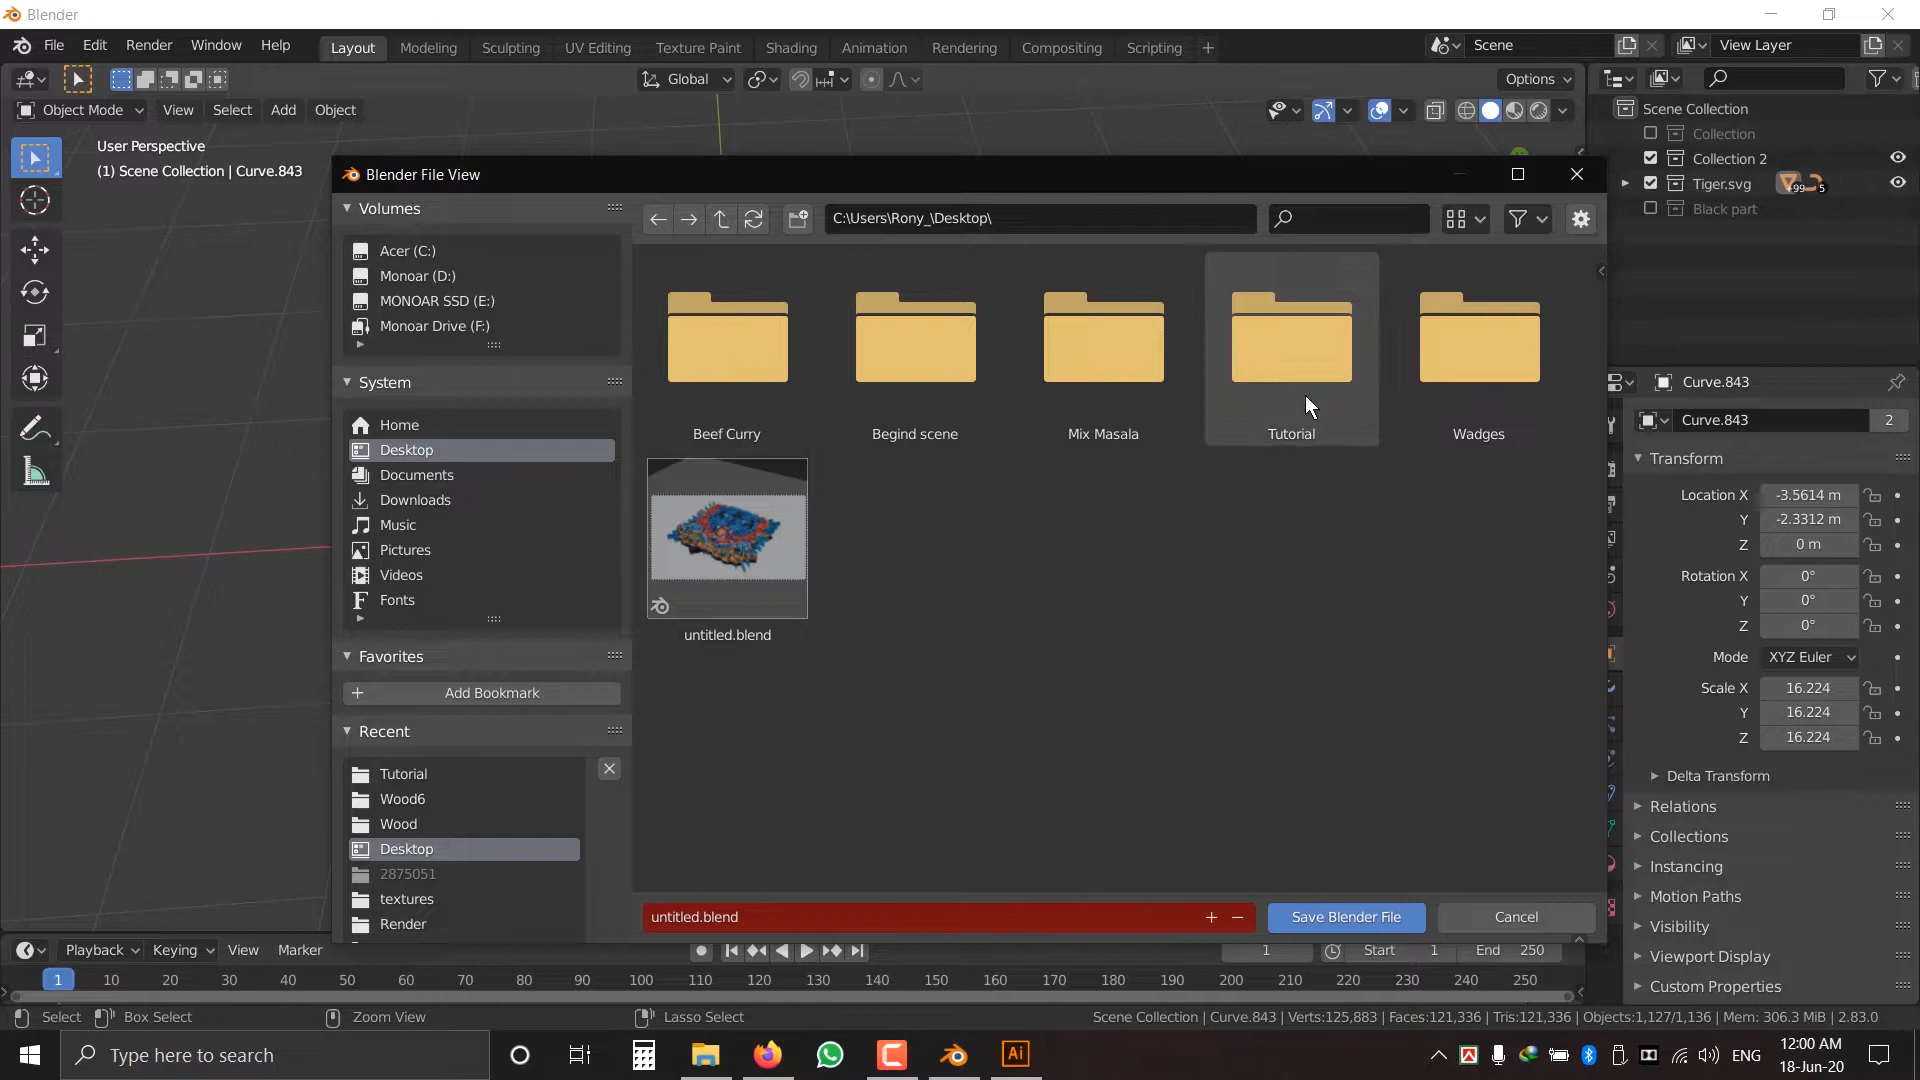 Blender
File Edit Render Window Help Layout Modeling Sculpting UV Editing Texture Paint Shading Animation Rendering Compositing Scripting + Scene View Layer
Global Options
Object Mode View Select Add Object
User Perspective
(1) Scene Collection | Curve.843
Scene Collection
Collection
Collection 2
Tiger.svg +99 5
Black part
Blender File View
Volumes
C:\Users\Rony_\Desktop\
Acer (C:)
Monoar (D:)
MONOAR SSD (E:)
Monoar Drive (F:)
System
Home
Desktop
Documents
Downloads
Music
Pictures
Videos
Fonts
Favorites
Add Bookmark
Recent
Tutorial
Wood6
Wood
Desktop
2875051
textures
Render
Beef Curry Begind scene Mix Masala Tutorial Wadges
untitled.blend
untitled.blend + − Save Blender File Cancel
Curve.843
Curve.843 2
Transform
Location X -3.5614 m
Y -2.3312 m
Z 0 m
Rotation X 0°
Y 0°
Z 0°
Mode XYZ Euler
Scale X 16.224
Y 16.224
Z 16.224
Delta Transform
Relations
Collections
Instancing
Motion Paths
Visibility
Viewport Display
Custom Properties
Playback Keying View Marker 1 Start 1 End 250
1 10 20 30 40 50 60 70 80 90 100 110 120 130 140 150 160 170 180 190 200 210 220 230 240 250
Select Box Select Zoom View Lasso Select Scene Collection | Curve.843 | Verts:125,883 | Faces:121,336 | Tris:121,336 | Objects:1,127/1,136 | Mem: 306.3 MiB | 2.83.0
Type here to search Ai ENG 12:00 AM
18-Jun-20